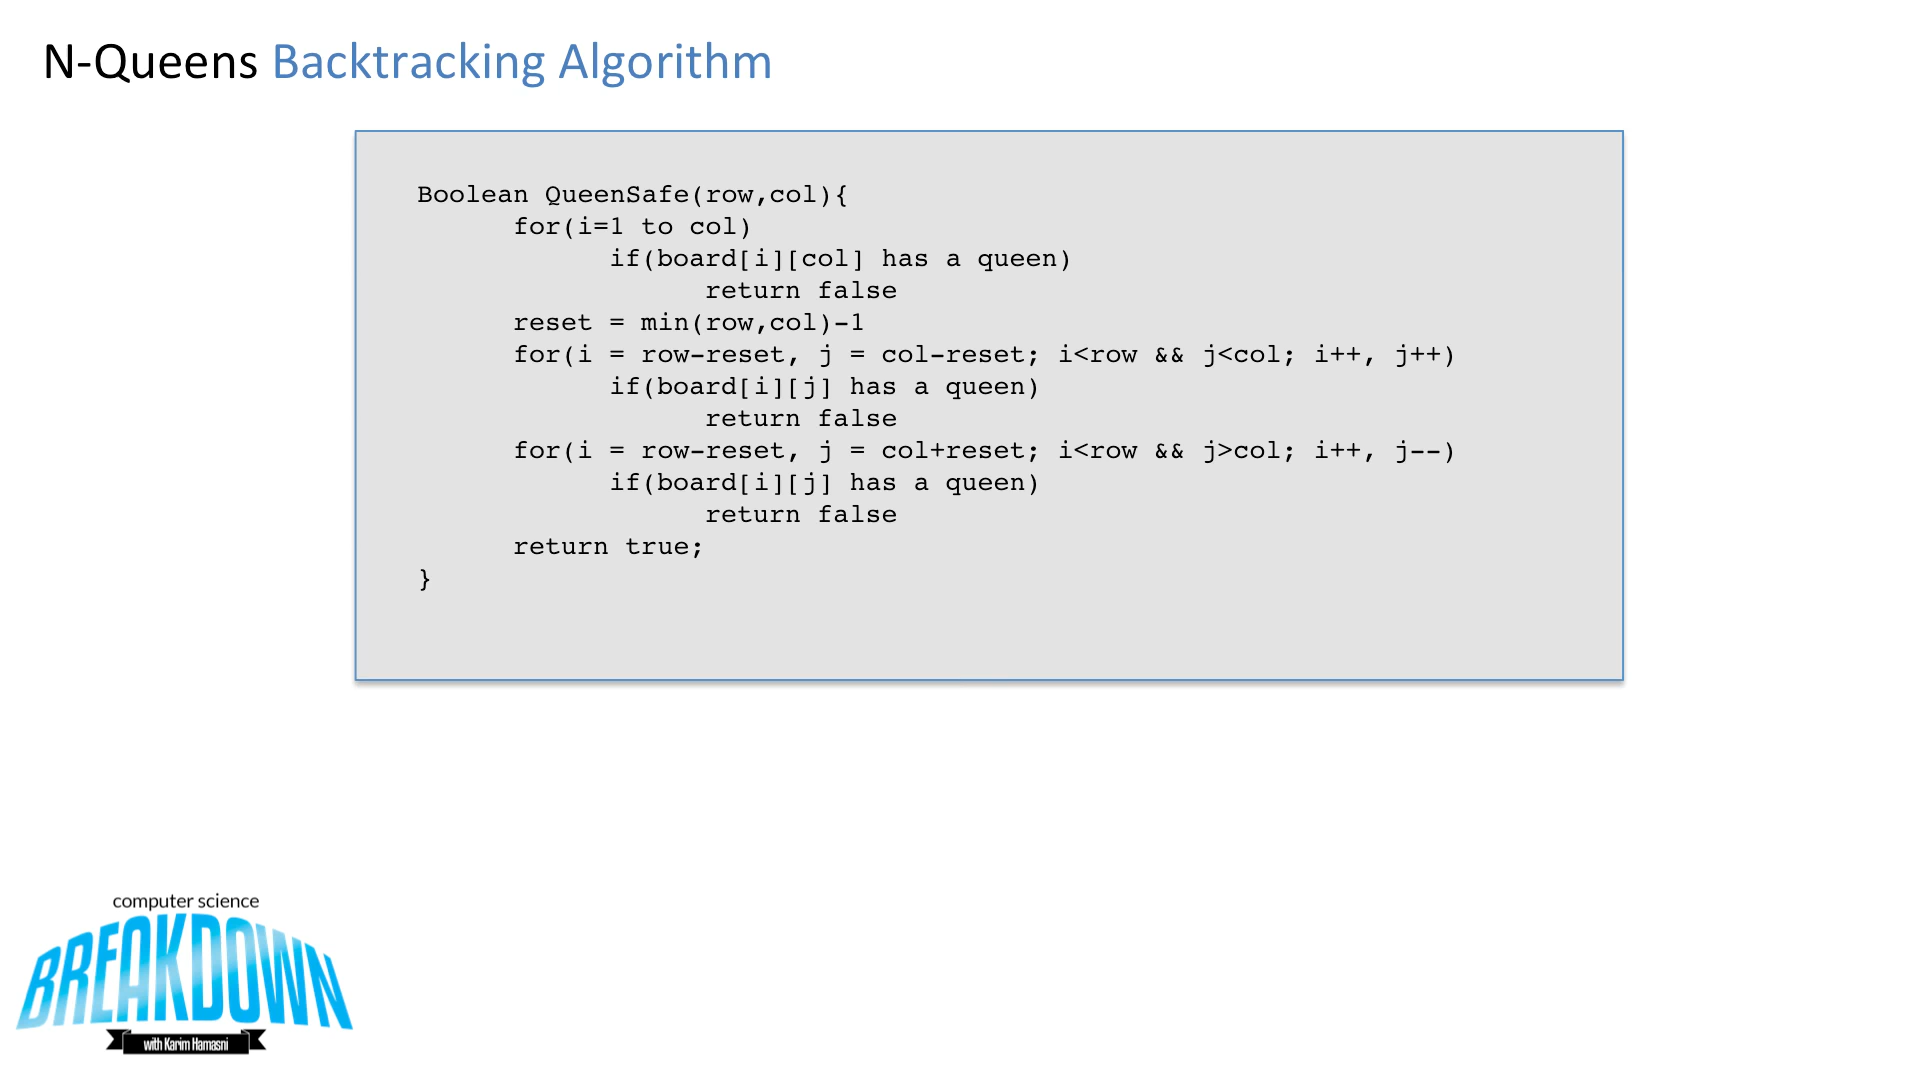 N-Queens Backtracking Algorithm
Boolean QueenSafe(row,col){
for(i=1 to col)
if(board[i][col] has a queen)
return false
reset = min(row,col)-1
for(i = row-reset, j = col-reset; i<row && j<col; i++, j++)
if(board[i][j] has a queen)
return false
for(i = row-reset, j = col+reset; i<row && j>col; i++, j--)
if(board[i][j] has a queen)
return false
return true;
}
computer science
BREAKDOWN
with Karim Hamasni